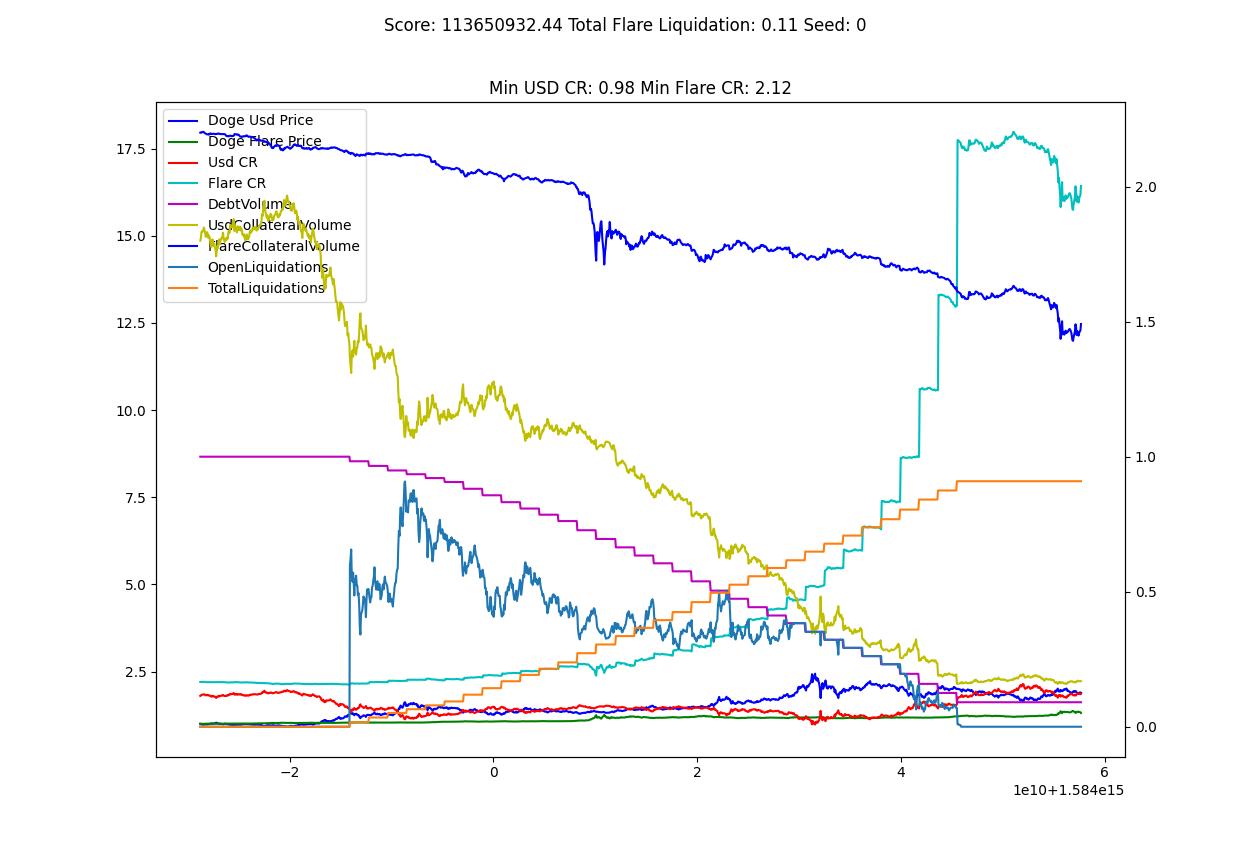 Score: 113650932.44 Total Flare Liquidation: 0.11 Seed: 0
Min USD CR: 0.98 Min Flare CR: 2.12
Doge Usd Price
Doge Flare Price
Usd CR
Flare CR
DebtVolume
UsdCollateralVolume
FlareCollateralVolume
OpenLiquidations
TotalLiquidations
17.5
15.0
12.5
10.0
7.5
5.0
2.5
2.0
1.5
1.0
0.5
0.0
−2
0
2
4
6
1e10+1.584e15